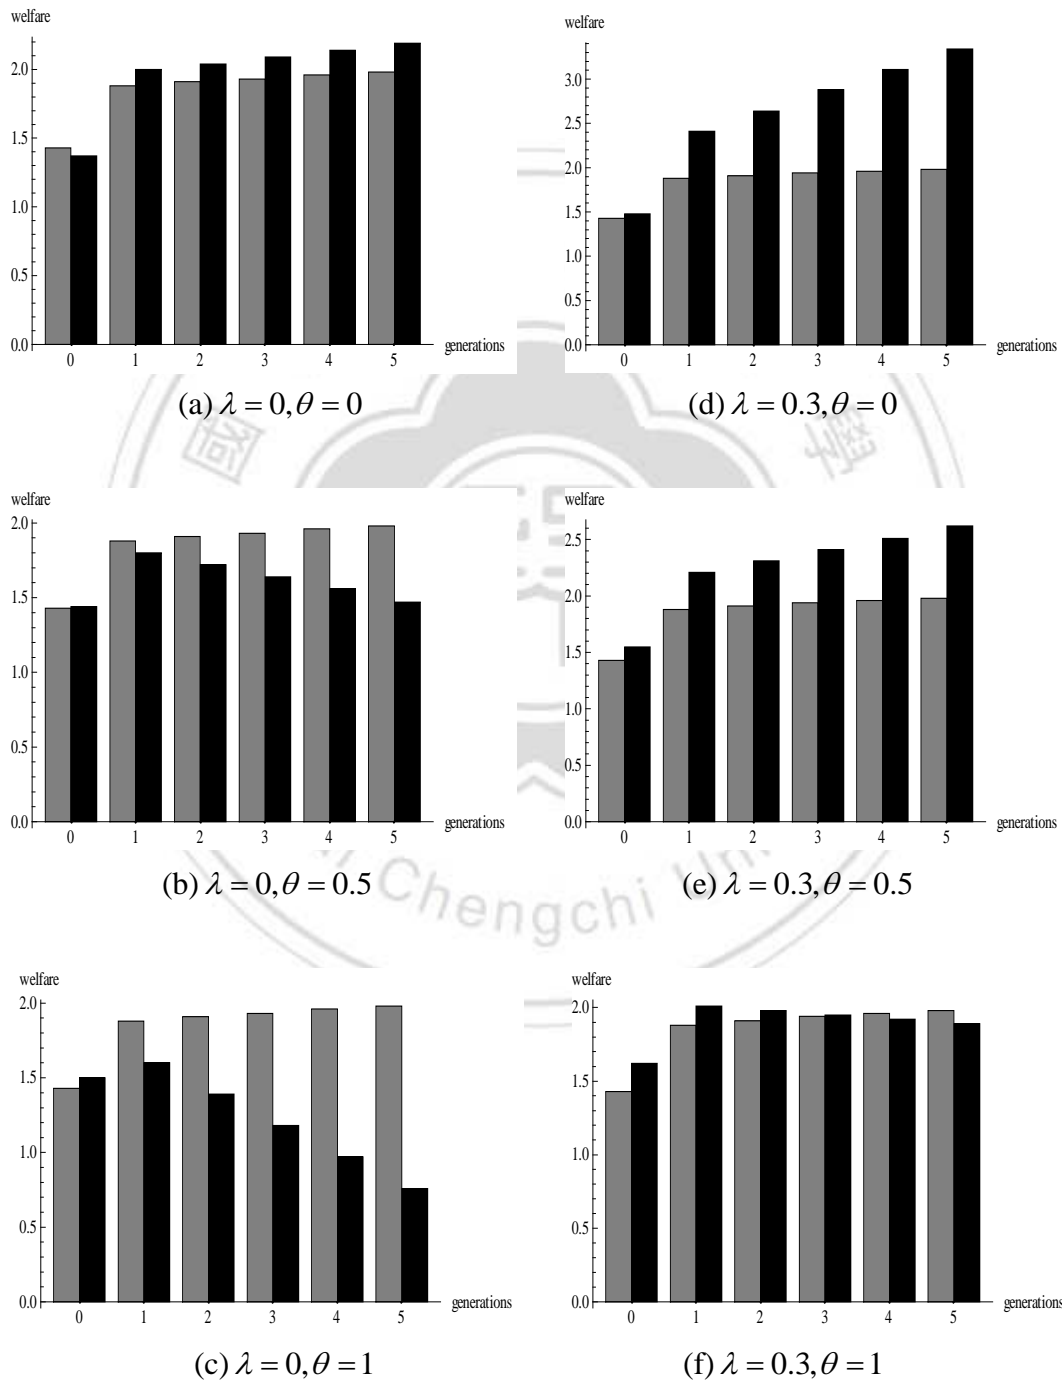 welfare
2.0
1.5
1.0
0.5
0.0
0 1 2 3 4 5
generations
(a) λ = 0, θ = 0
welfare
3.0
2.5
2.0
1.5
1.0
0.5
0.0
0 1 2 3 4 5
generations
(d) λ = 0.3, θ = 0
welfare
2.0
1.5
1.0
0.5
0.0
0 1 2 3 4 5
generations
(b) λ = 0, θ = 0.5
welfare
2.5
2.0
1.5
1.0
0.5
0.0
0 1 2 3 4 5
generations
(e) λ = 0.3, θ = 0.5
Chengchi
welfare
2.0
1.5
1.0
0.5
0.0
0 1 2 3 4 5
generations
(c) λ = 0, θ = 1
welfare
2.0
1.5
1.0
0.5
0.0
0 1 2 3 4 5
generations
(f) λ = 0.3, θ = 1
學